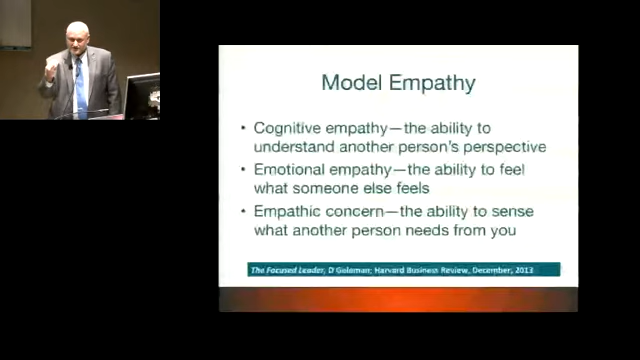 Model Empathy
• Cognitive empathy—the ability to
understand another person's perspective
• Emotional empathy—the ability to feel
what someone else feels
• Empathic concern—the ability to sense
what another person needs from you
The Focused Leader, D Goleman; Harvard Business Review, December, 2013